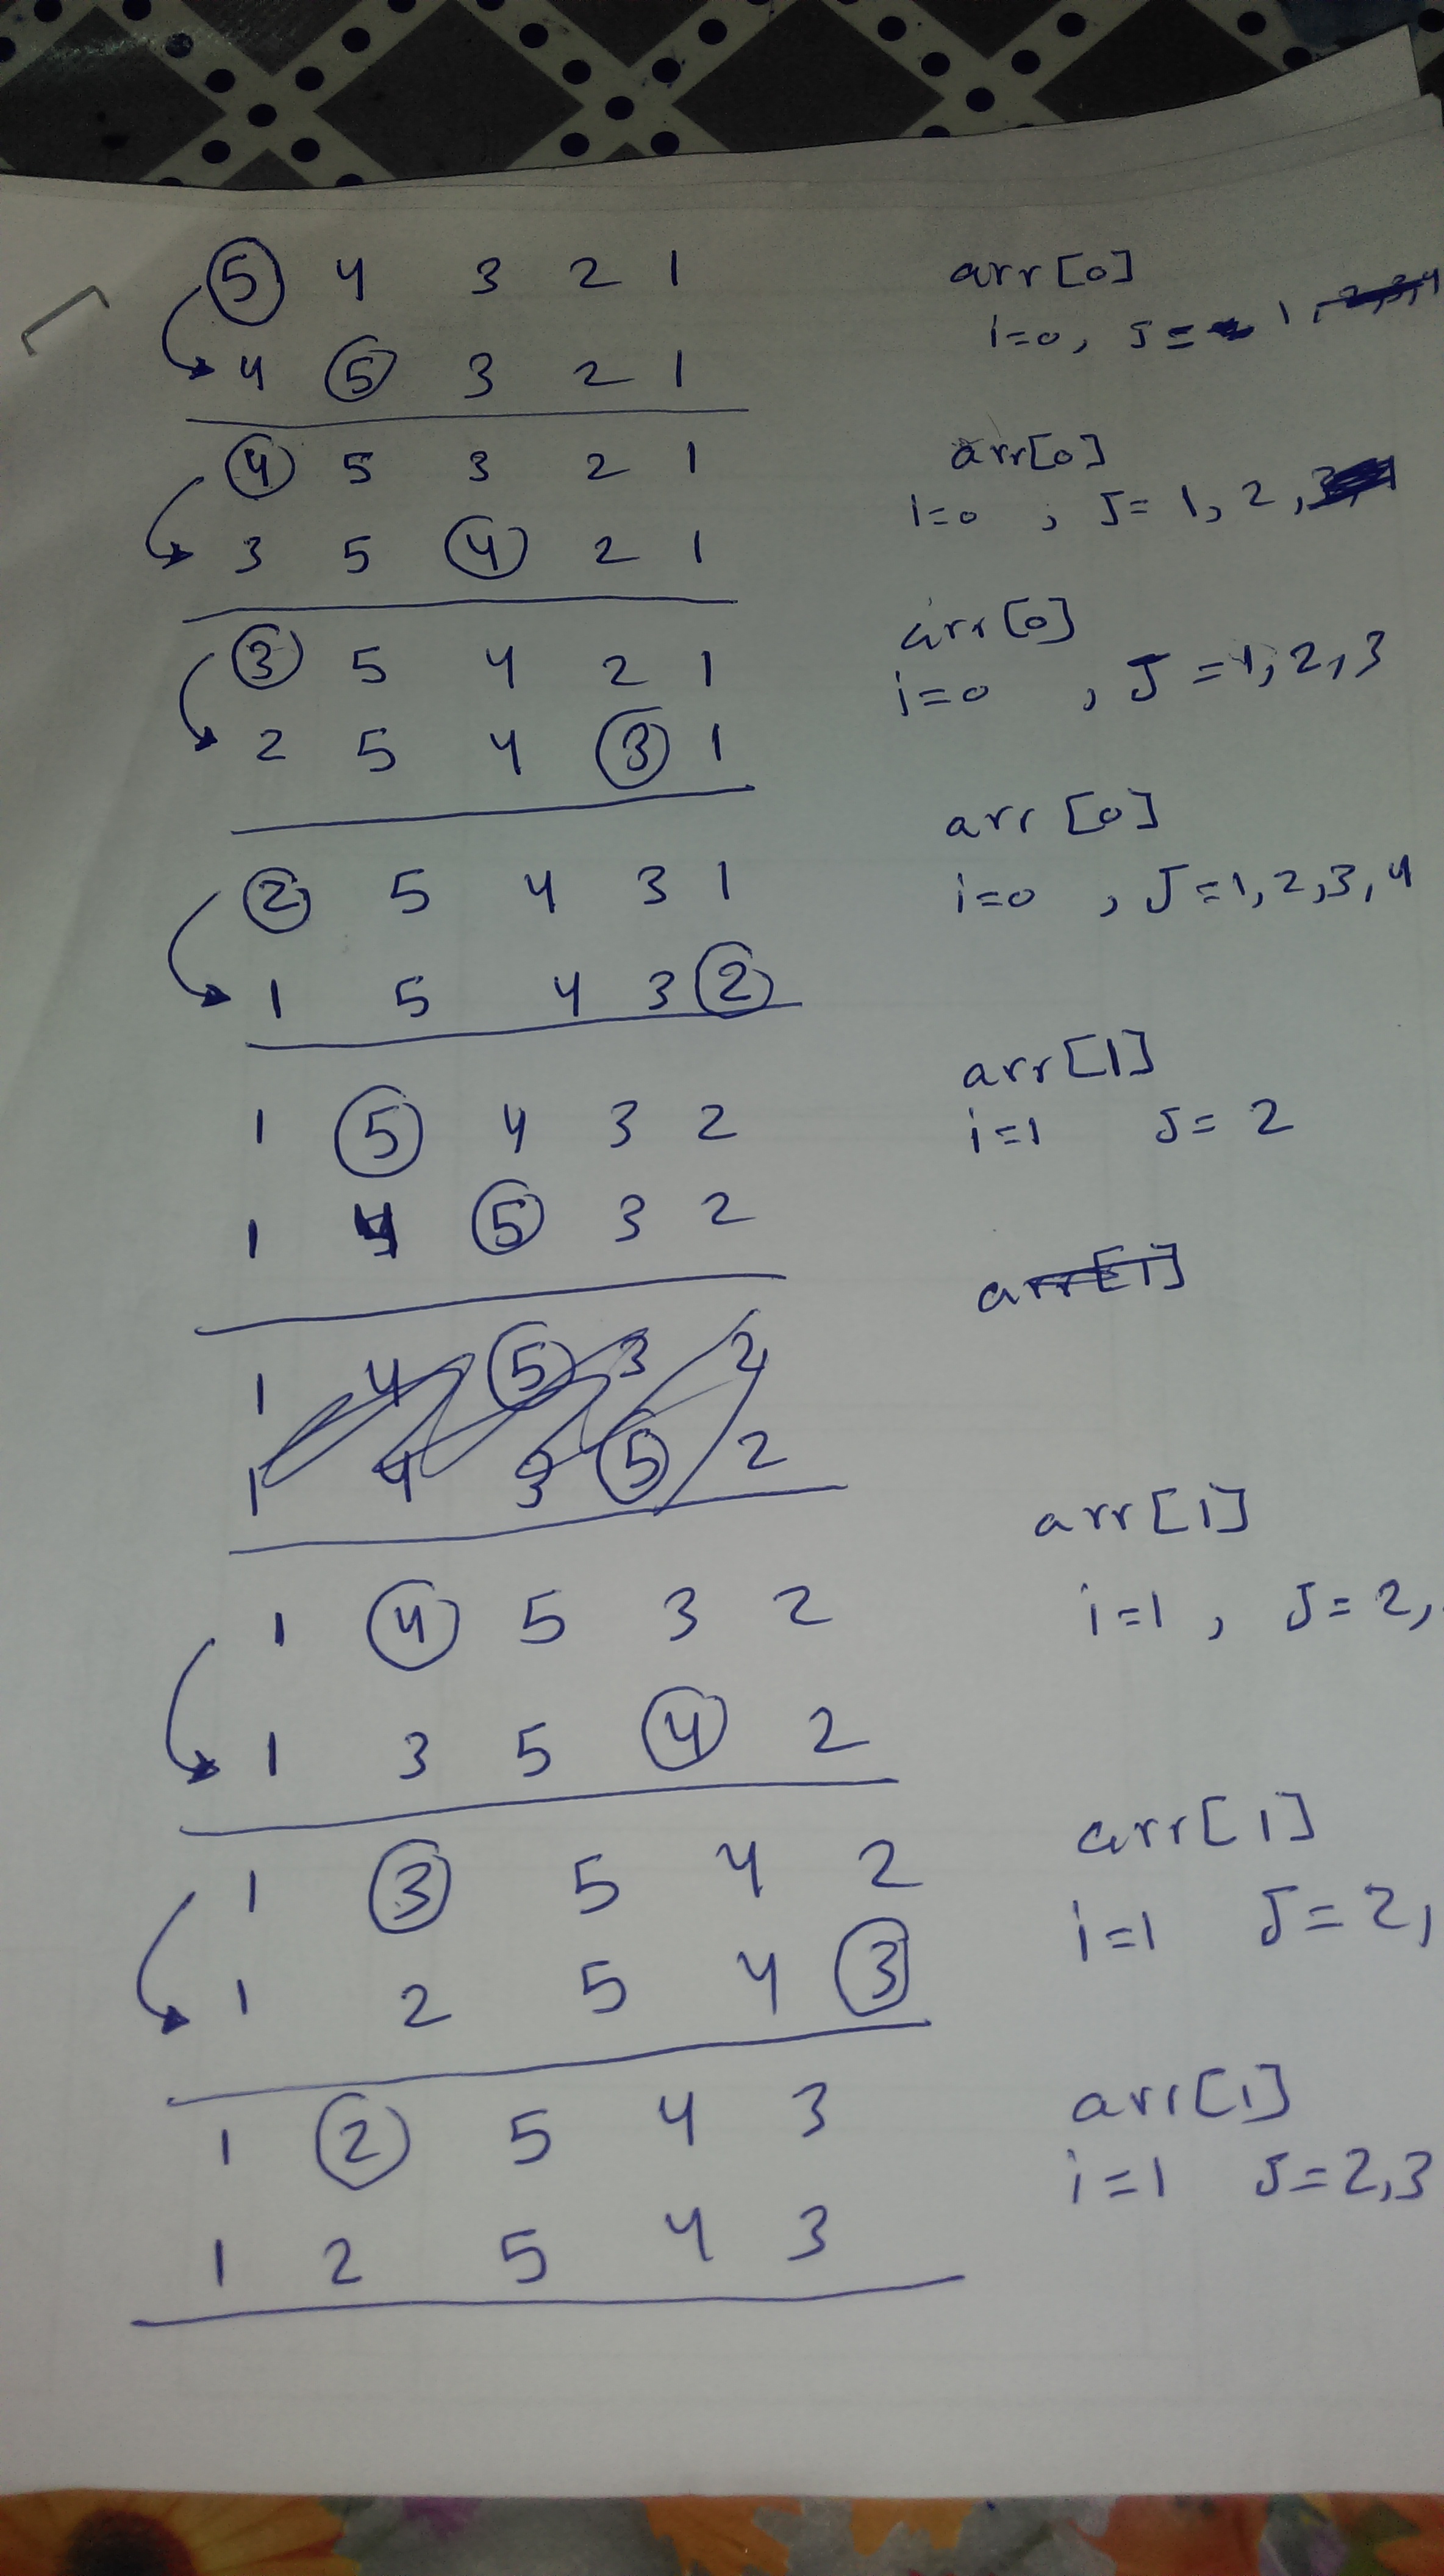 5 4 3 2 1 arr[0]
i=0, J= 1,
4 5 3 2 1
4 5 3 2 1 arr[0]
i=0 , J= 1, 2,
3 5 4 2 1
3 5 4 2 1 arr[0]
i=0 , J=1,2,3
2 5 4 3 1
2 5 4 3 1 arr[0]
i=0 , J=1,2,3,4
1 5 4 3 2
1 5 4 3 2 arr[1]
i=1 J= 2
1 4 5 3 2
arr[1]
1 4 5 3 2
1 4 3 5 2
1 4 5 3 2 arr[1]
i=1 , J=2,
1 3 5 4 2
1 3 5 4 2 arr[1]
i=1 J=2,
1 2 5 4 3
1 2 5 4 3 arr[1]
i=1 J=2,3
1 2 5 4 3